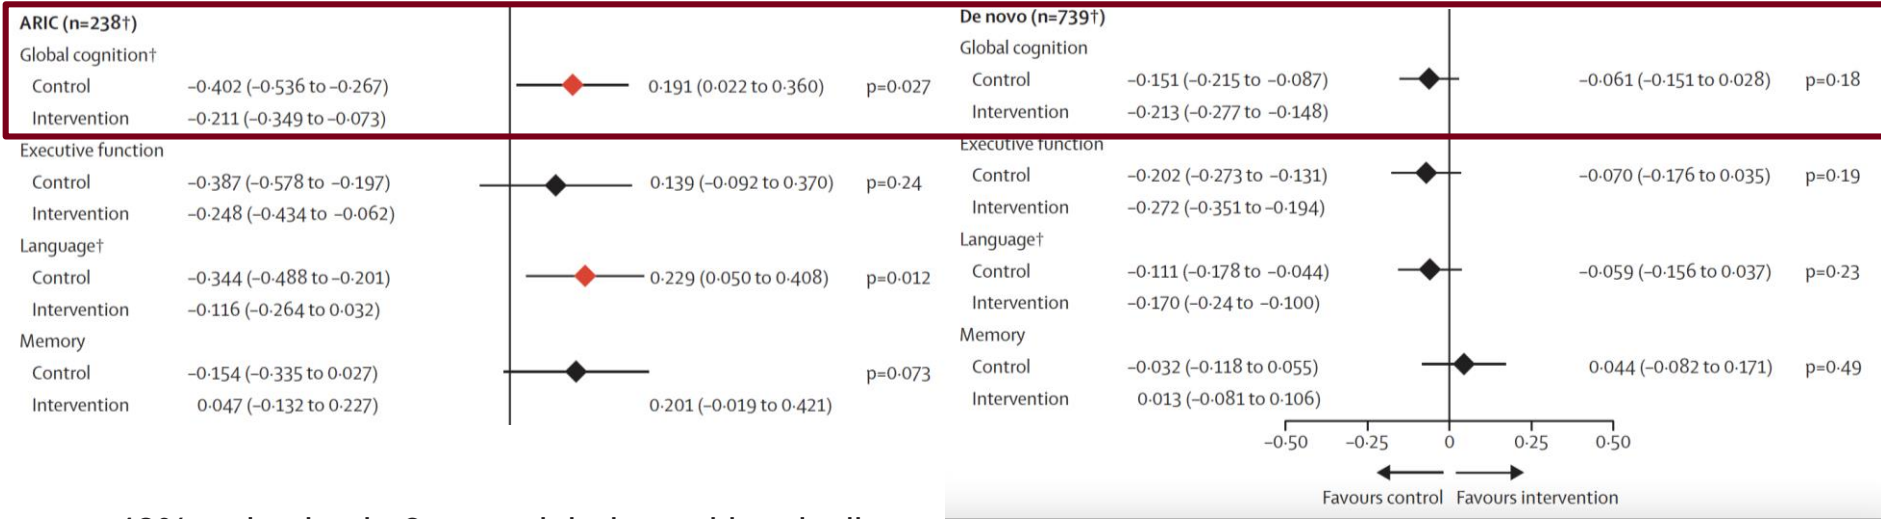 ARIC (n=238†)
Global cognition†
Control −0·402 (−0·536 to −0·267) 0·191 (0·022 to 0·360) p=0·027
Intervention −0·211 (−0·349 to −0·073)
Executive function
Control −0·387 (−0·578 to −0·197) 0·139 (−0·092 to 0·370) p=0·24
Intervention −0·248 (−0·434 to −0·062)
Language†
Control −0·344 (−0·488 to −0·201) 0·229 (0·050 to 0·408) p=0·012
Intervention −0·116 (−0·264 to 0·032)
Memory
Control −0·154 (−0·335 to 0·027) p=0·073
Intervention 0·047 (−0·132 to 0·227) 0·201 (−0·019 to 0·421)
De novo (n=739†)
Global cognition
Control −0·151 (−0·215 to −0·087) −0·061 (−0·151 to 0·028) p=0·18
Intervention −0·213 (−0·277 to −0·148)
Executive function
Control −0·202 (−0·273 to −0·131) −0·070 (−0·176 to 0·035) p=0·19
Intervention −0·272 (−0·351 to −0·194)
Language†
Control −0·111 (−0·178 to −0·044) −0·059 (−0·156 to 0·037) p=0·23
Intervention −0·170 (−0·24 to −0·100)
Memory
Control −0·032 (−0·118 to 0·055) 0·044 (−0·082 to 0·171) p=0·49
Intervention 0·013 (−0·081 to 0·106)
−0·50 −0·25 0 0·25 0·50
Favours control Favours intervention